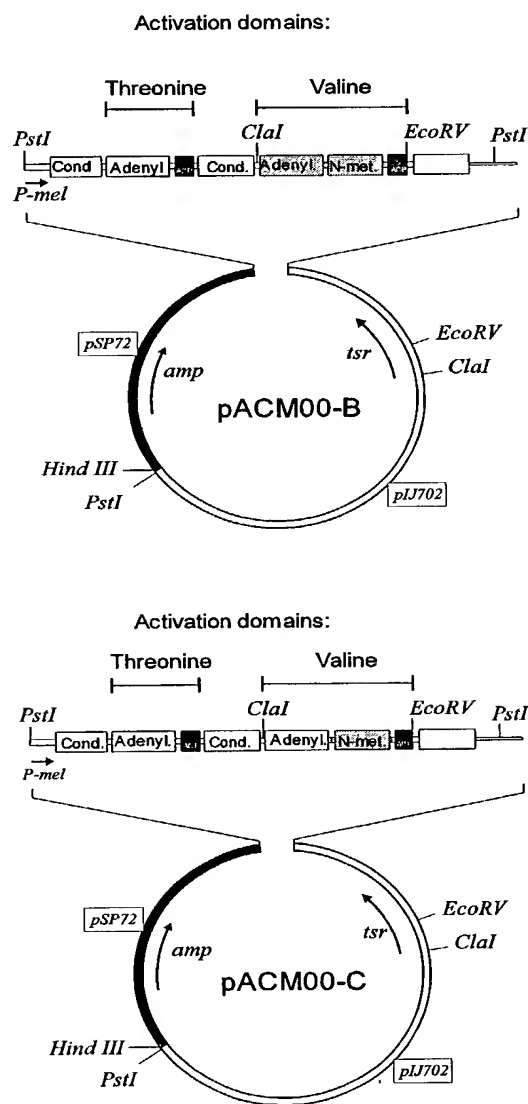 Activation domains:
Threonine Valine
PstI ClaI EcoRV PstI
Cond Adenyl Cond. Adenyl. N-met.
P-mel
pSP72 amp tsr EcoRV
ClaI
pACM00-B
Hind III
PstI pIJ702
Activation domains:
Threonine Valine
PstI ClaI EcoRV PstI
Cond. Adenyl. Cond. Adenyl. N-met.
P-mel
pSP72 amp tsr EcoRV
ClaI
pACM00-C
Hind III
PstI pIJ702